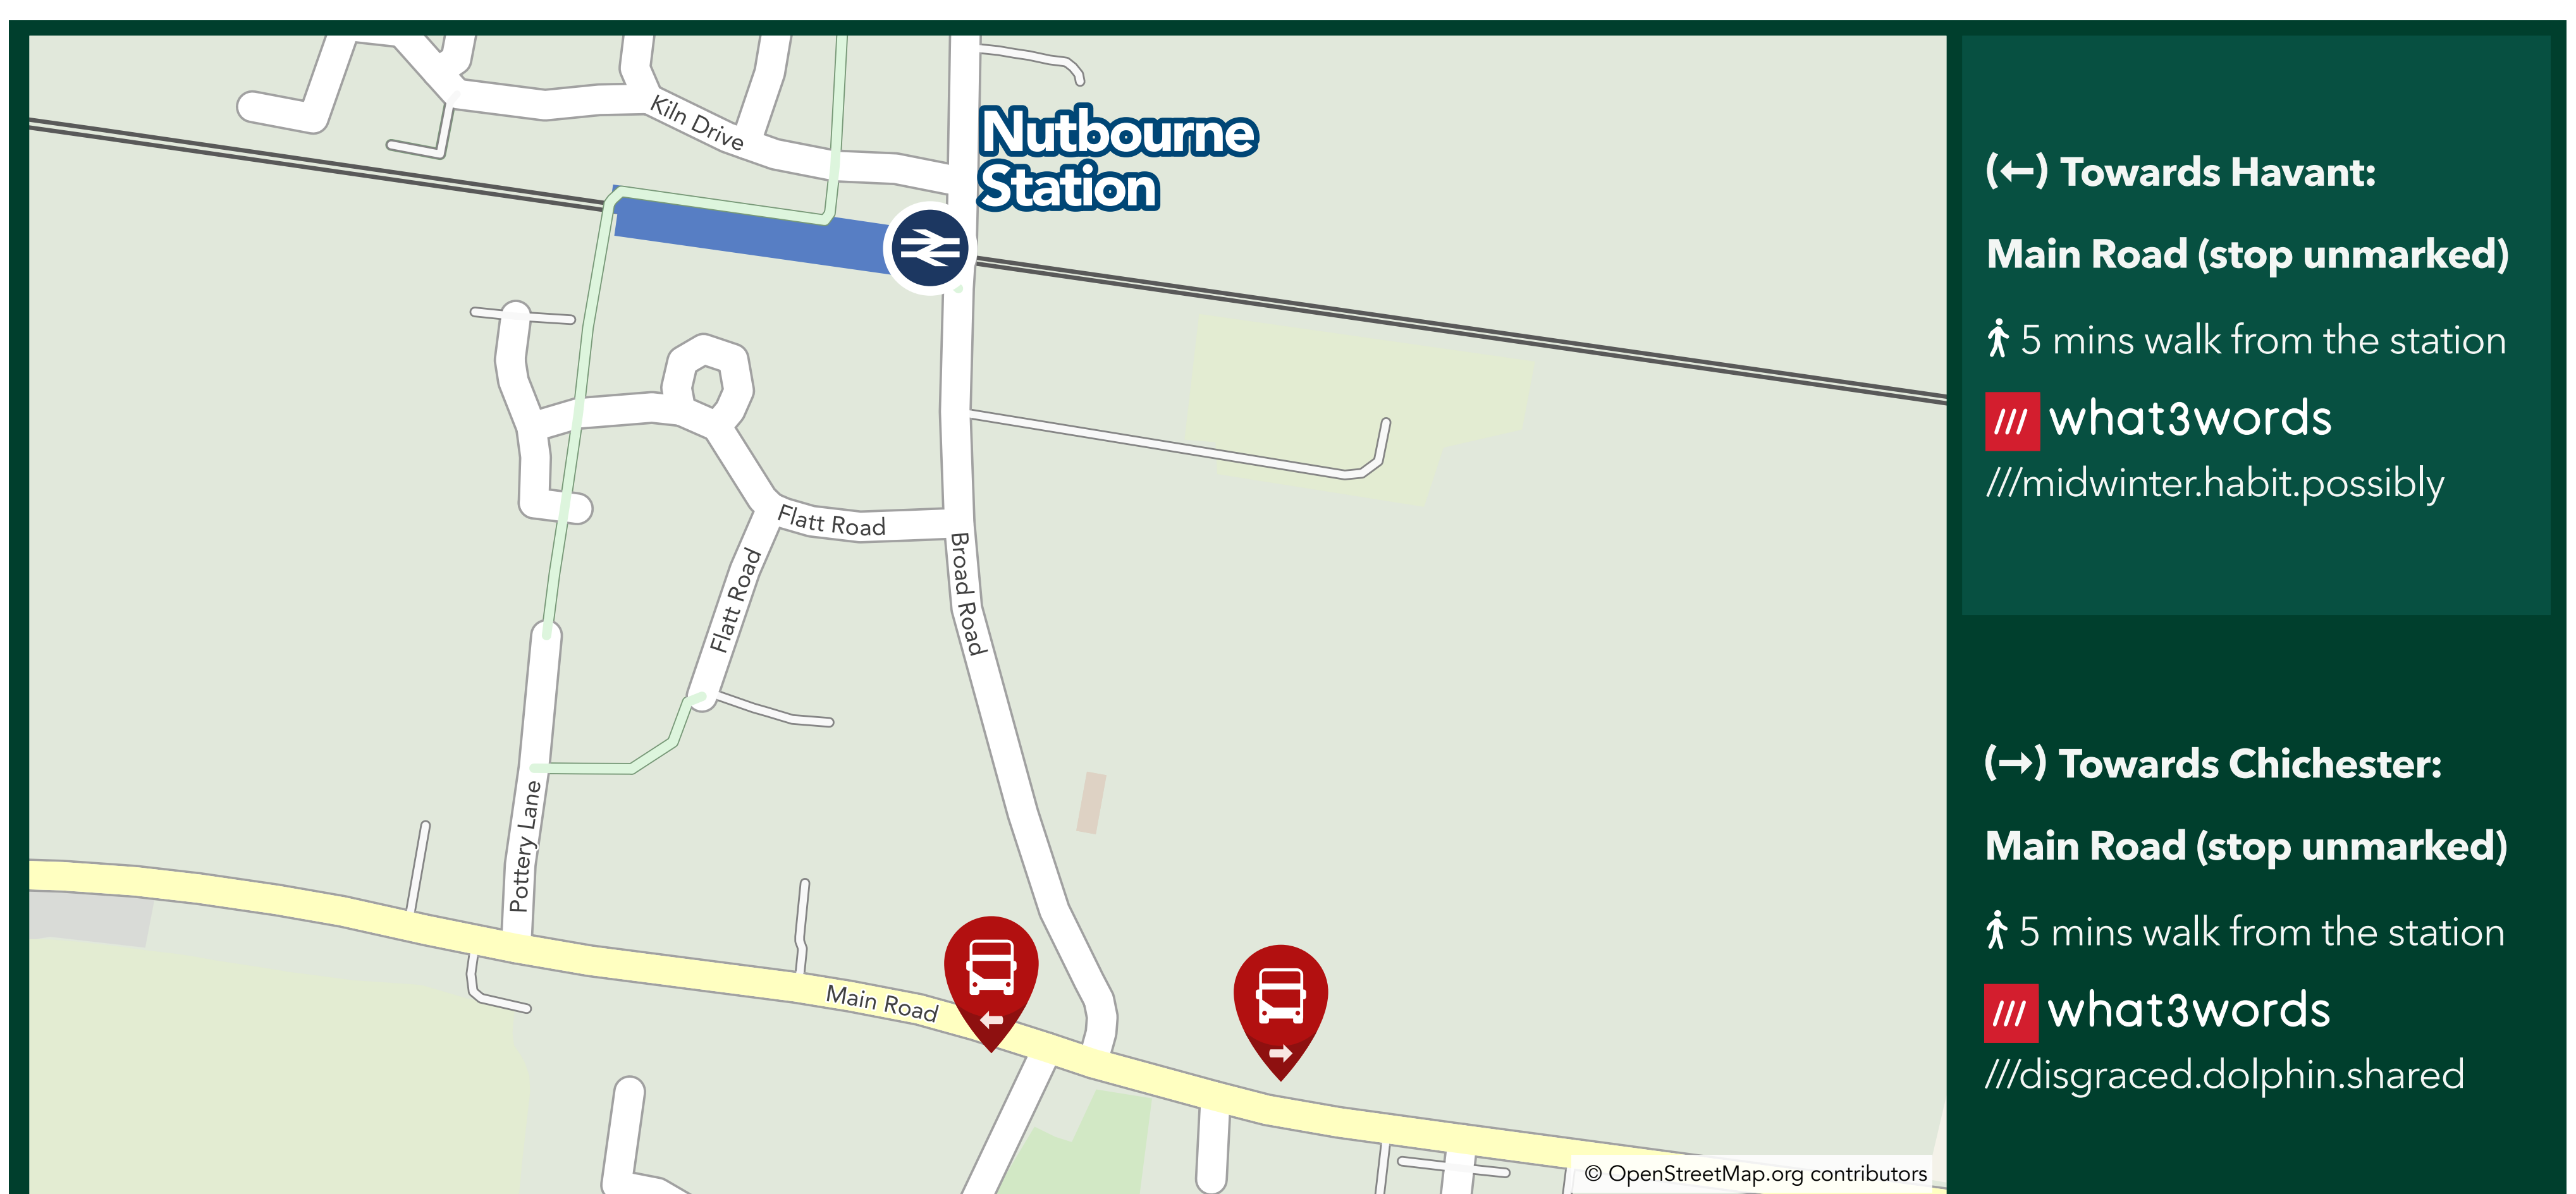 Kiln Drive
Nutbourne
Station
Flatt Road
Flatt Road
Broad Road
Pottery Lane
Main Road
© OpenStreetMap.org contributors
(←) Towards Havant:
Main Road (stop unmarked)
5 mins walk from the station
/// what3words
///midwinter.habit.possibly
(→) Towards Chichester:
Main Road (stop unmarked)
5 mins walk from the station
/// what3words
///disgraced.dolphin.shared